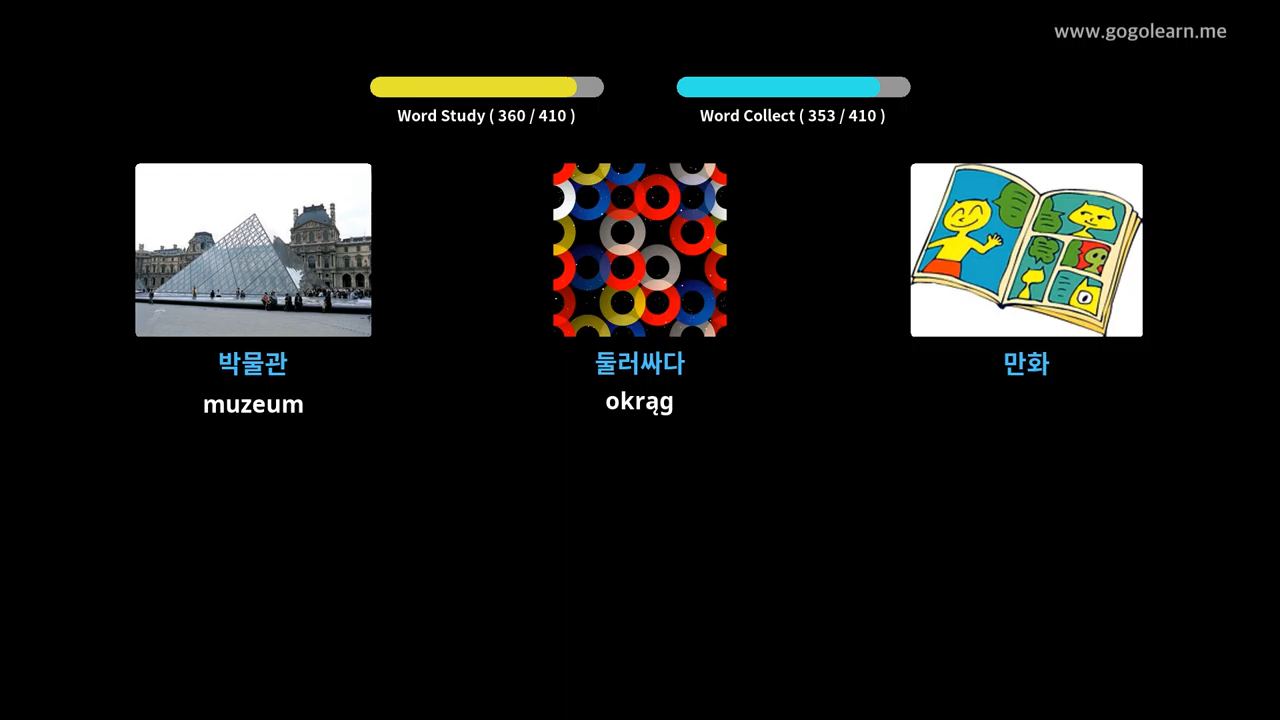 www.gogolearn.me
Word Study ( 360 / 410 )
Word Collect ( 353 / 410 )
박물관
둘러싸다
만화
muzeum
okrąg